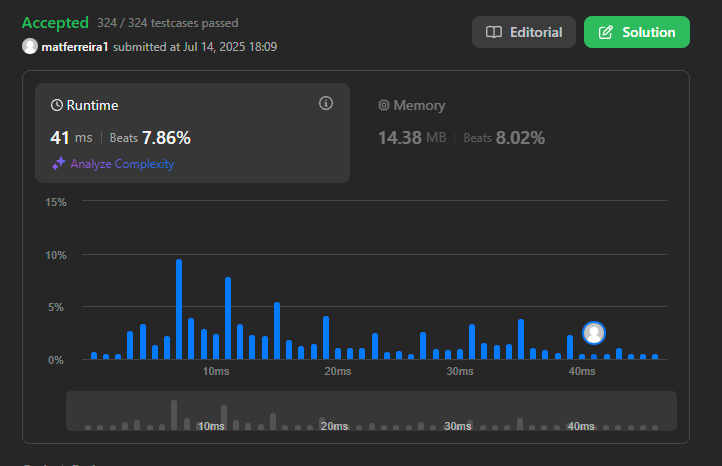 Accepted 324 / 324 testcases passed
matferreira1 submitted at Jul 14, 2025 18:09
Editorial
Solution
Runtime
41 ms Beats 7.86%
Analyze Complexity
Memory
14.38 MB Beats 8.02%
15%
10%
5%
0%
10ms 20ms 30ms 40ms
10ms 20ms 30ms 40ms